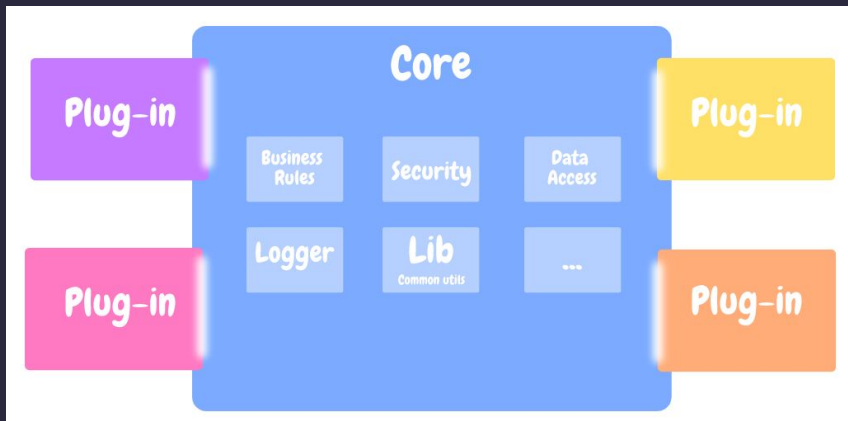 Core
Plug-in
Plug-in
Business
Rules
Security
Data
Access
Logger
Lib
Common utils
...
Plug-in
Plug-in